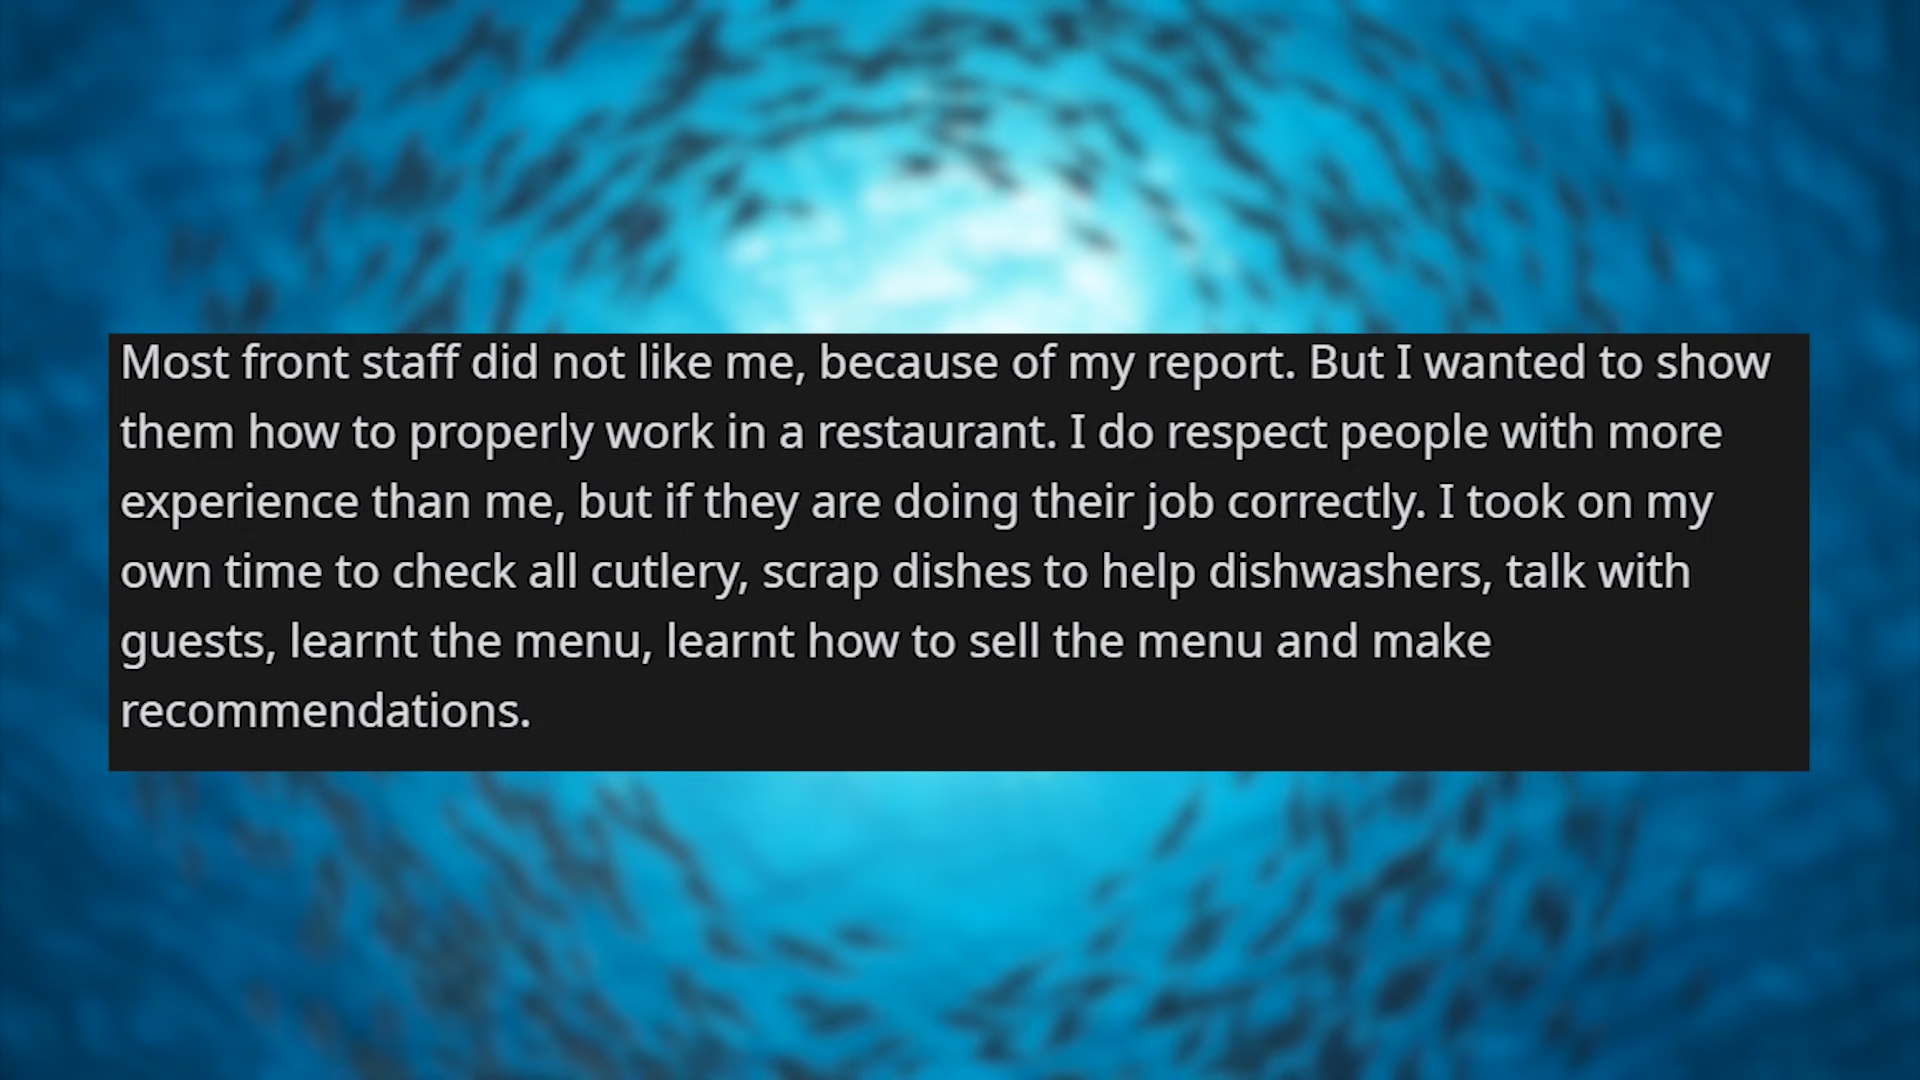 Most front staff did not like me, because of my report. But I wanted to show
them how to properly work in a restaurant. I do respect people with more
experience than me, but if they are doing their job correctly. I took on my
own time to check all cutlery, scrap dishes to help dishwashers, talk with
guests, learnt the menu, learnt how to sell the menu and make
recommendations.